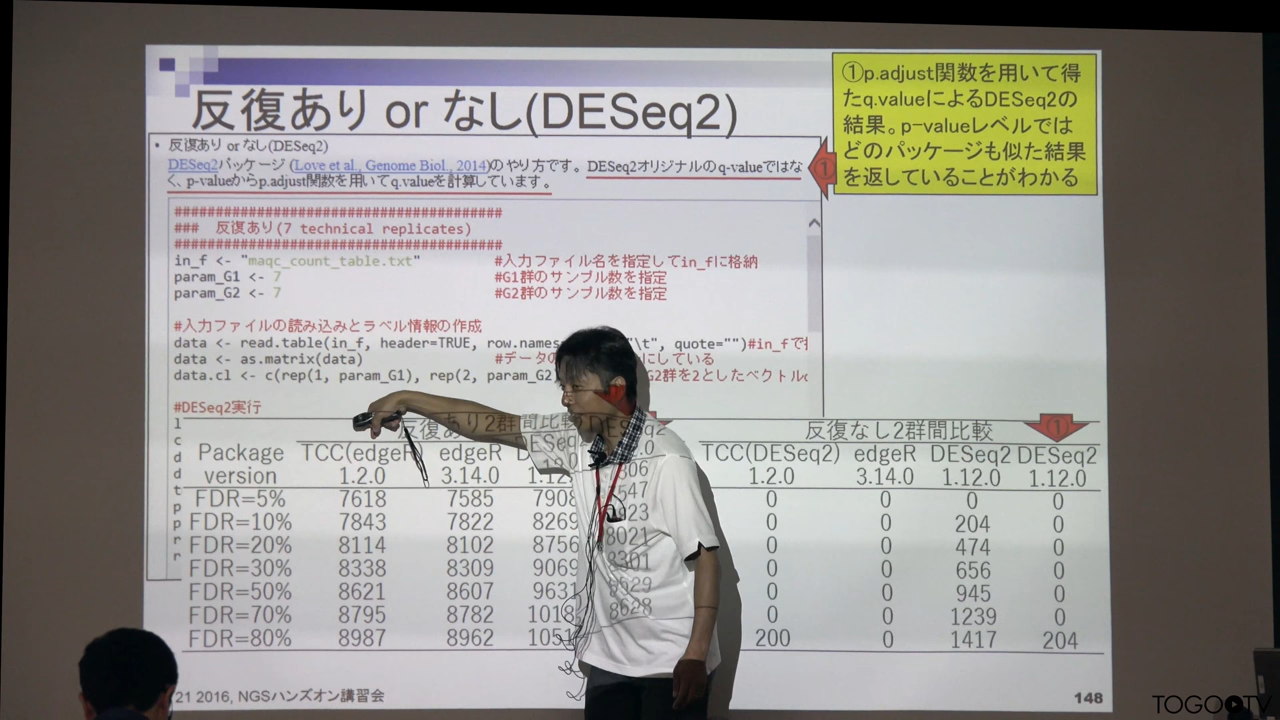 反復あり or なし(DESeq2)
①p.adjust関数を用いて得
たq.valueによるDESeq2の
結果。p-valueレベルでは
どのパッケージも似た結果
を返していることがわかる
• 反復あり or なし(DESeq2)
DESeq2パッケージ (Love et al., Genome Biol., 2014)のやり方です。DESeq2オリジナルのq-valueではな
く、p-valueからp.adjust関数を用いてq.valueを計算しています。
①
########################################
### 反復あり(7 technical replicates)
########################################
in_f <- "maqc_count_table.txt" #入力ファイル名を指定してin_fに格納
param_G1 <- 7 #G1群のサンプル数を指定
param_G2 <- 7 #G2群のサンプル数を指定
#入力ファイルの読み込みとラベル情報の作成
data <- read.table(in_f, header=TRUE, row.names "\t", quote="")#in_fで
data <- as.matrix(data) #データの にしている
data.cl <- c(rep(1, param_G1), rep(2, param_G2 G2群を2としたベクトル
#DESeq2実行
反復あり2群間比較 反復なし2群間比較 ①
Package TCC(edgeR) edgeR DESeq2 TCC(DESeq2) edgeR DESeq2 DESeq2
version 1.2.0 3.14.0 1.12 1.2.0 3.14.0 1.12.0 1.12.0
FDR=5% 7618 7585 7908 0 0 0 0
FDR=10% 7843 7822 8269 0 0 204 0
FDR=20% 8114 8102 8756 8021 0 0 474 0
FDR=30% 8338 8309 9069 8301 0 0 656 0
FDR=50% 8621 8607 9631 0 0 945 0
FDR=70% 8795 8782 1018 8628 0 0 1239 0
FDR=80% 8987 8962 1051 200 0 1417 204
21 2016, NGSハンズオン講習会
148
TOGOTV